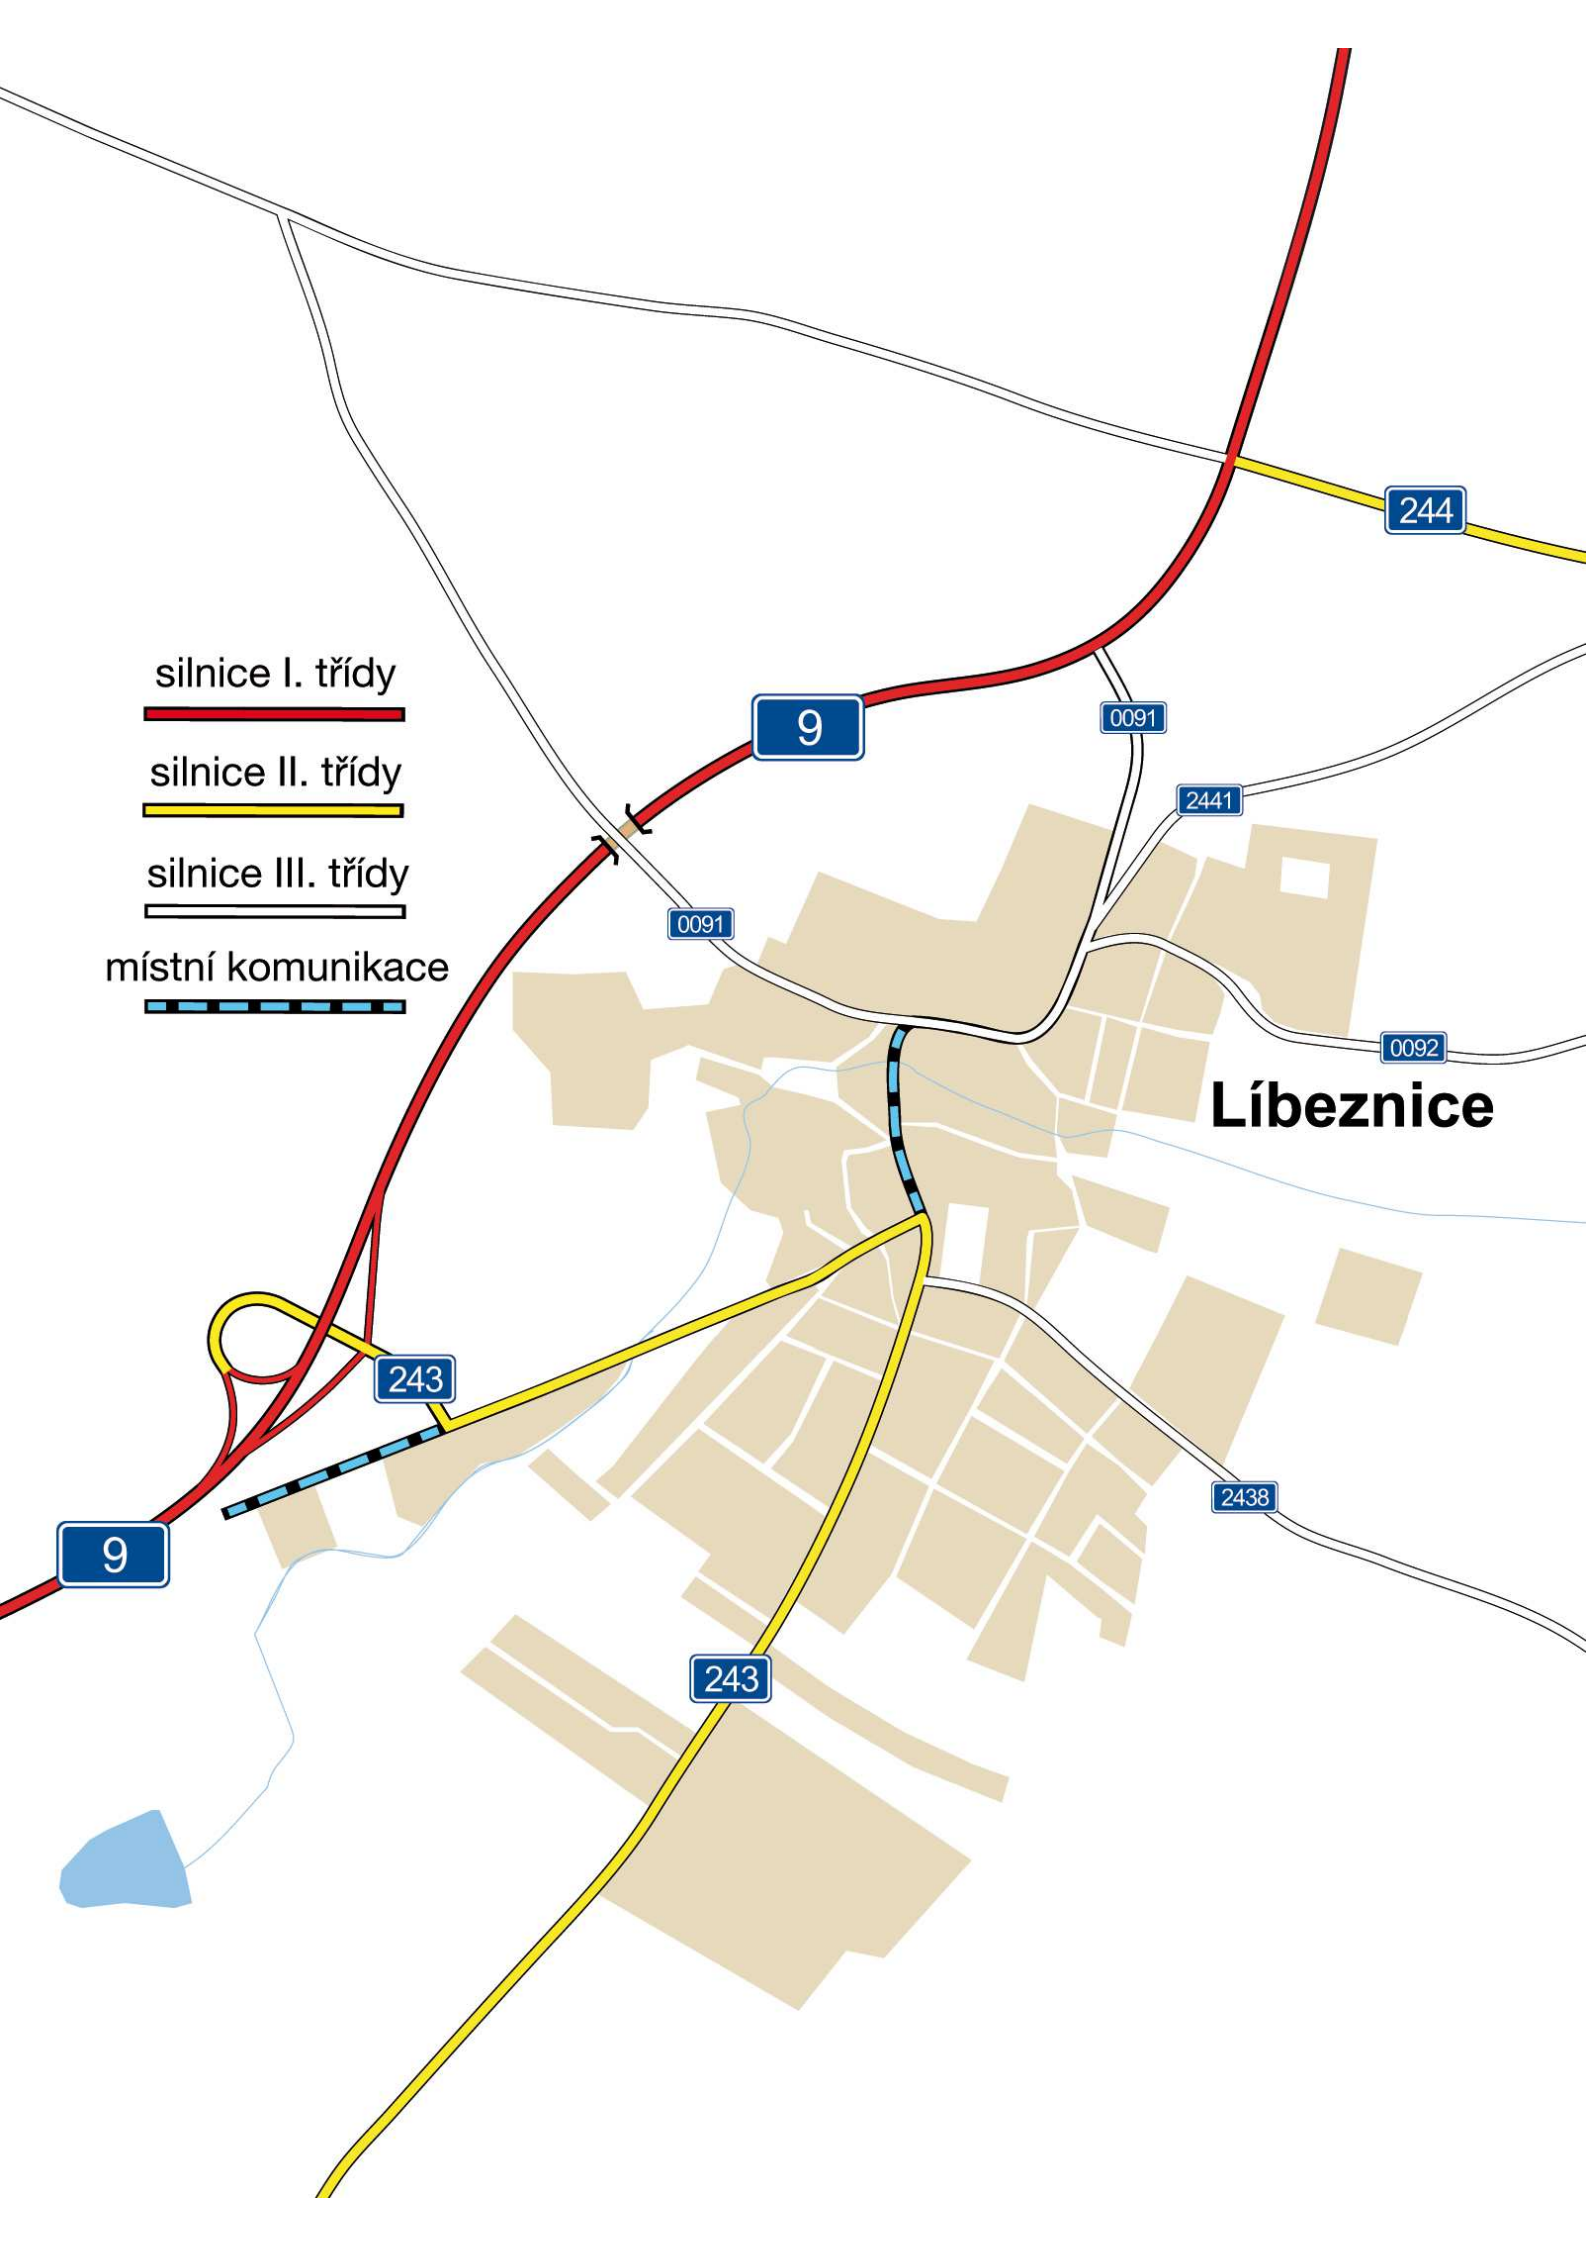 244
silnice I. třídy
9
0091
silnice II. třídy
2441
silnice III. třídy
0091
místní komunikace
0092
Líbeznice
243
2438
9
243